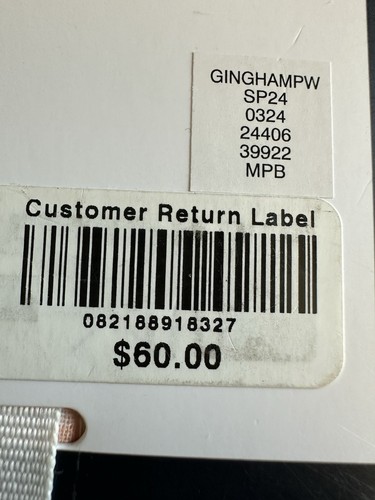 GINGHAMPW
SP24
0324
24406
39922
MPB
Customer Return Label
082188918327
$60.00